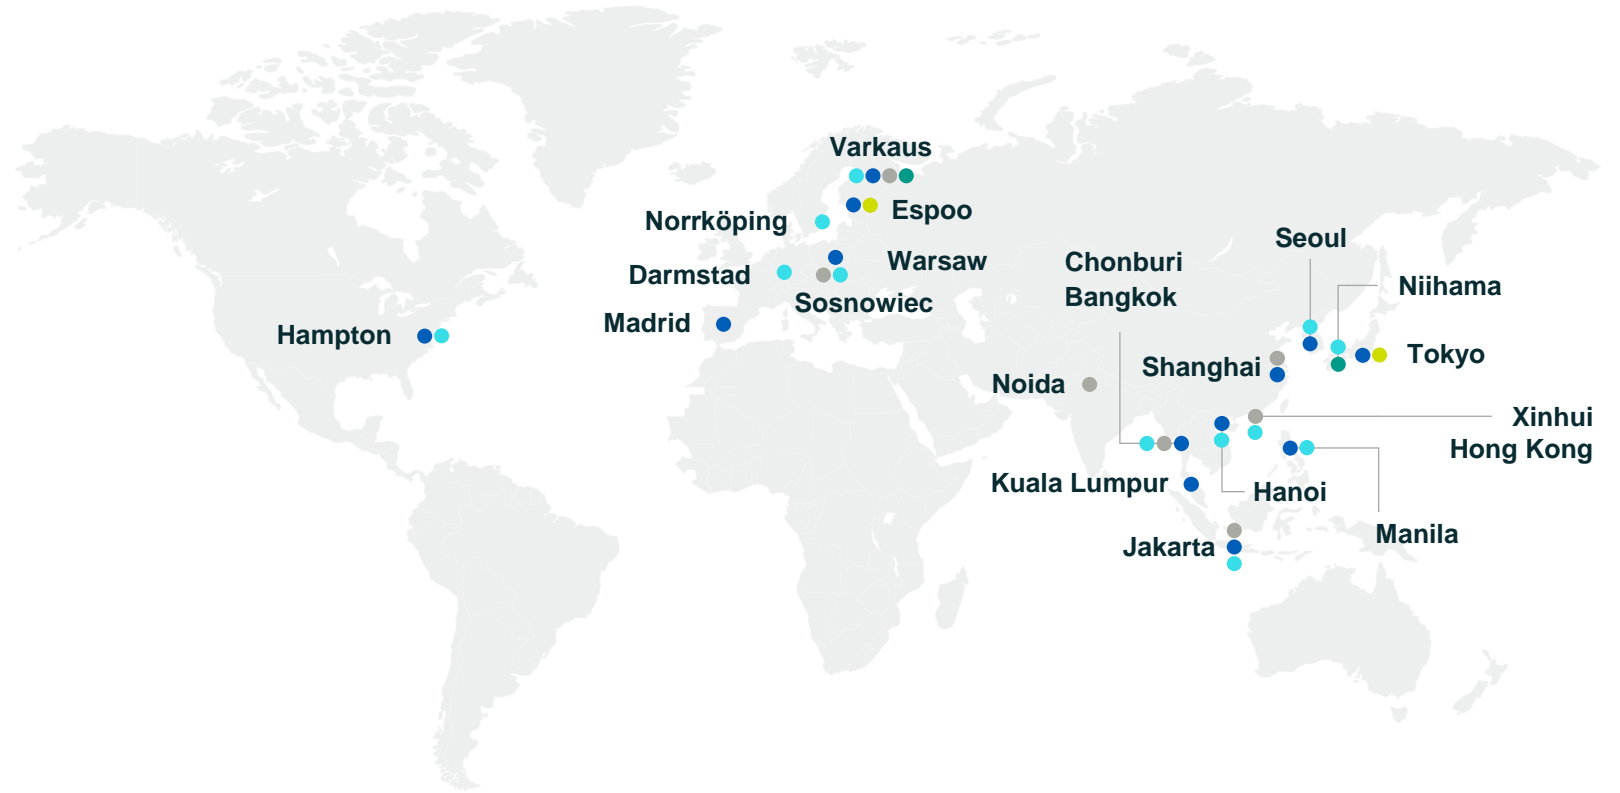 Varkaus
Espoo
Norrköping
Warsaw
Darmstad
Sosnowiec
Madrid
Hampton
Chonburi
Bangkok
Seoul
Niihama
Tokyo
Shanghai
Noida
Xinhui
Hong Kong
Kuala Lumpur
Hanoi
Manila
Jakarta